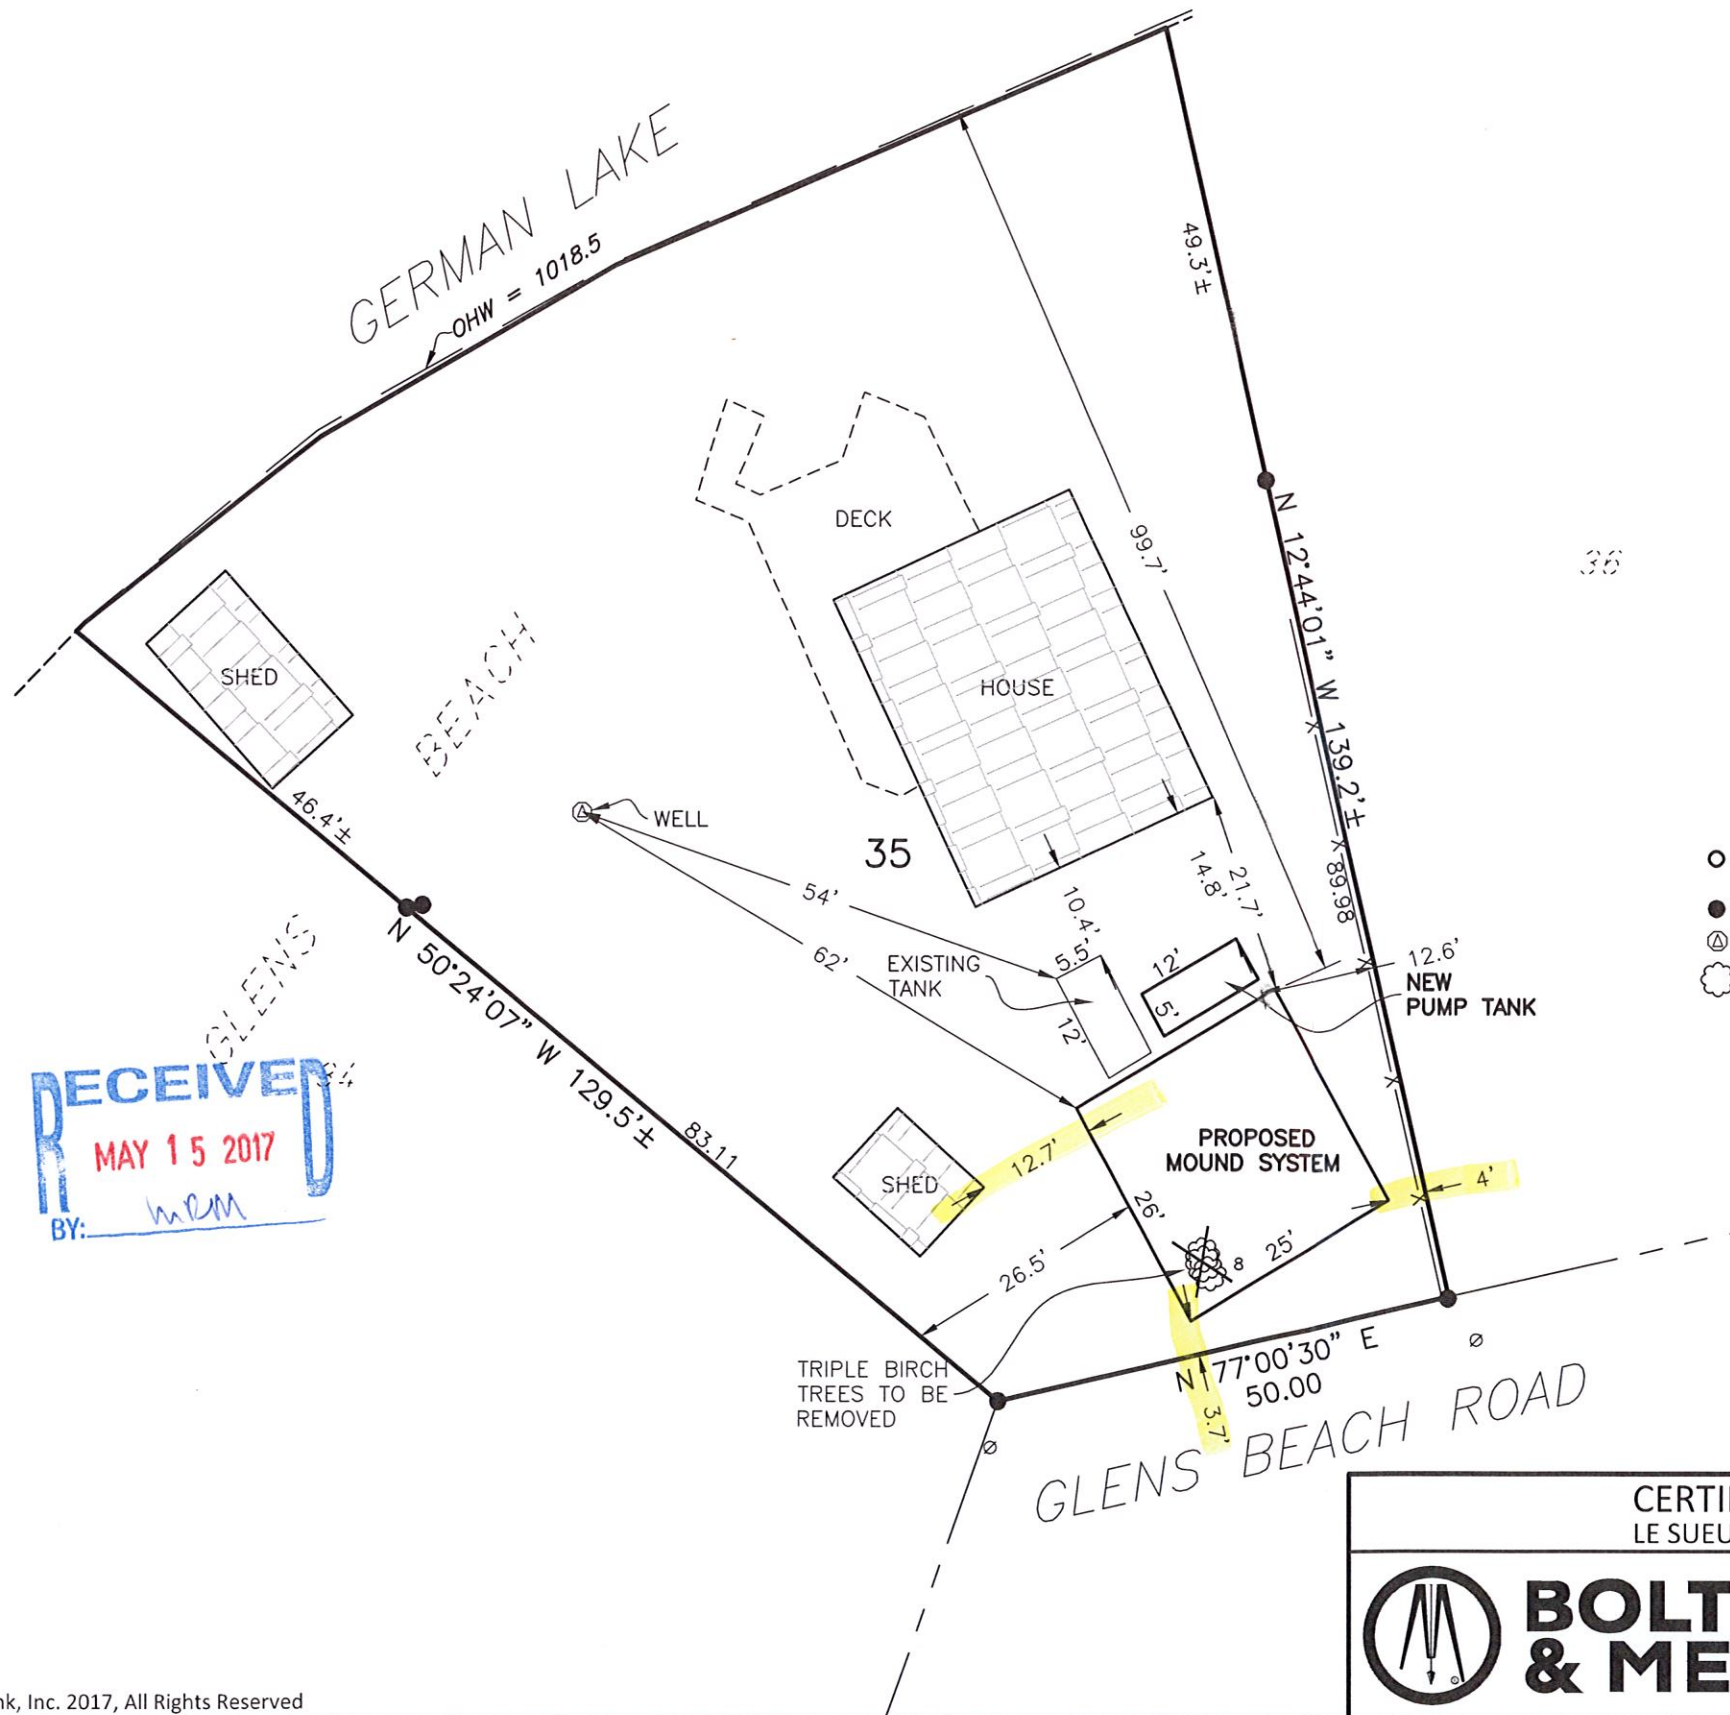 GERMAN LAKE
OHW = 1018.5
49.3'±
N 12°44'01" W 139.2'±
89.98
36
99.7'
DECK
HOUSE
SHED
BEACH
GLENS
46.4'±
WELL
35
54'
62'
14.8'
21.7'
10.4'
5.5'
12'
EXISTING
TANK
12'
5'
12.6'
NEW
PUMP TANK
N 50°24'07" W 129.5'±
83.11
34
RECEIVED
MAY 15 2017
BY: MRM
SHED
12.7'
PROPOSED
MOUND SYSTEM
4'
26'
26.5'
8
25'
TRIPLE BIRCH
TREES TO BE
REMOVED
N 77°00'30" E
50.00
3.7'
GLENS BEACH ROAD
CERTI
LE SUEU
BOLT
& ME
nk, Inc. 2017, All Rights Reserved